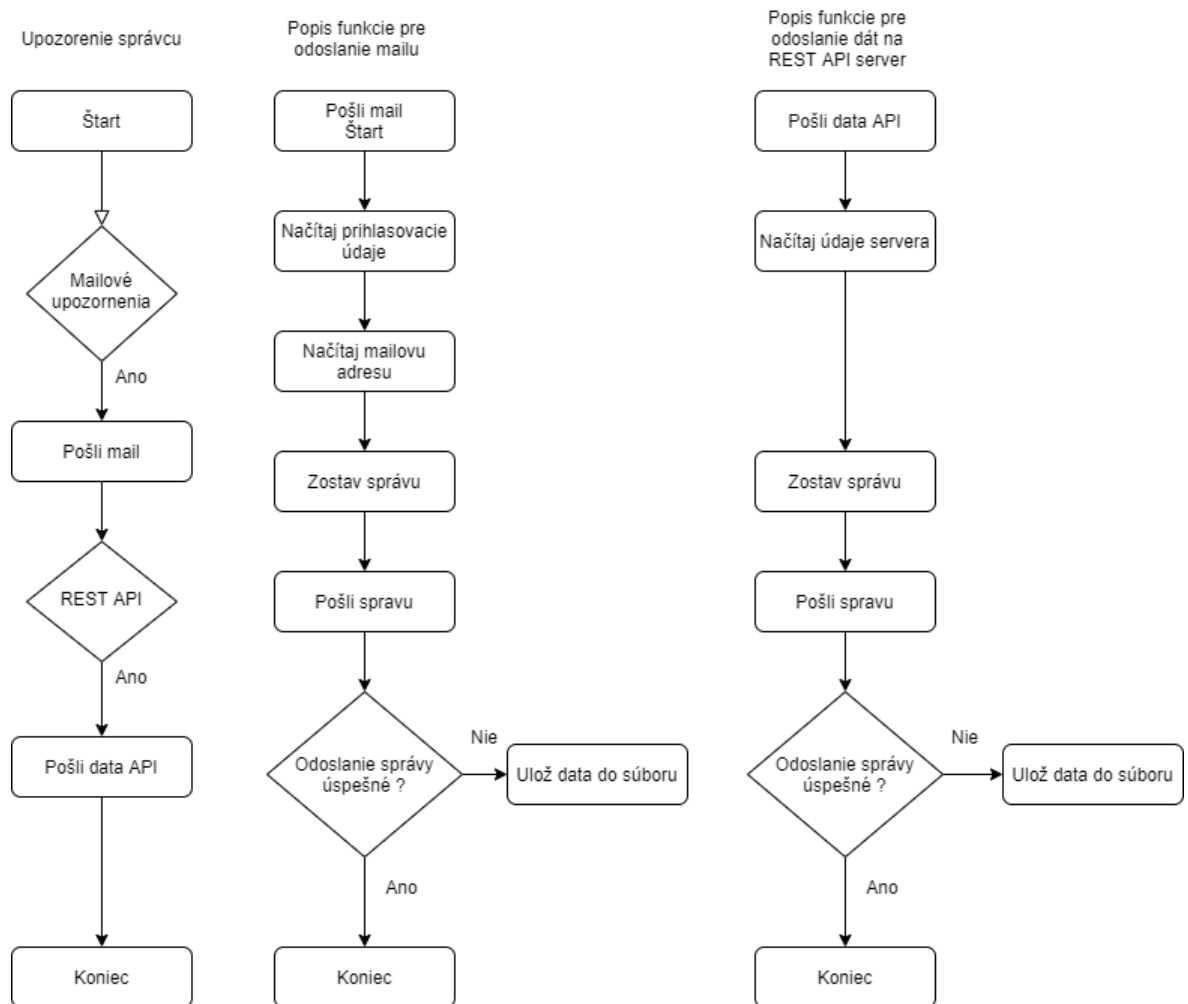 Upozorenie správcu
Štart
Mailové
upozornenia
Ano
Pošli mail
REST API
Ano
Pošli data API
Koniec
Popis funkcie pre
odoslanie mailu
Pošli mail
Štart
Načítaj prihlasovacie
údaje
Načítaj mailovu
adresu
Zostav správu
Pošli spravu
Odoslanie správy
úspešné ?
Nie
Ulož data do súboru
Ano
Koniec
Popis funkcie pre
odoslanie dát na
REST API server
Pošli data API
Načítaj údaje servera
Zostav správu
Pošli spravu
Odoslanie správy
úspešné ?
Nie
Ulož data do súboru
Ano
Koniec